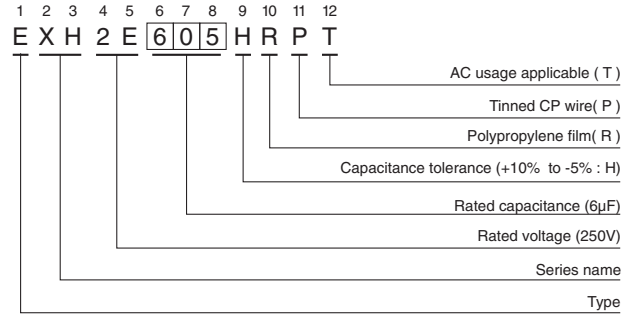 1 2 3 4 5 6 7 8 9 10 11 12
E X H 2 E 6 0 5 H R P T
AC usage applicable ( T )
Tinned CP wire( P )
Polypropylene film( R )
Capacitance tolerance (+10% to -5% : H)
Rated capacitance (6μF)
Rated voltage (250V)
Series name
Type